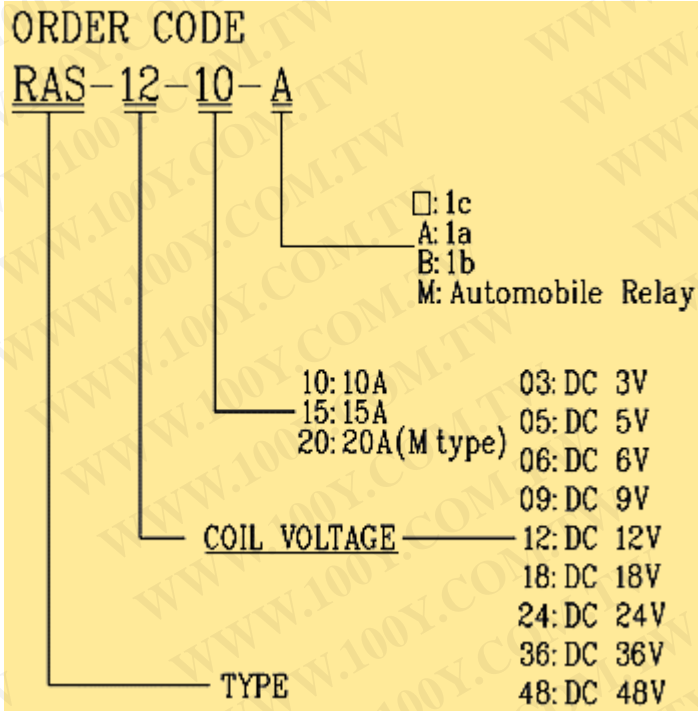 ORDER CODE
RAS-12-10-A
□: 1c
A: 1a
B: 1b
M: Automobile Relay
10: 10A
15: 15A
20: 20A(M type)
03: DC 3V
05: DC 5V
06: DC 6V
09: DC 9V
COIL VOLTAGE
12: DC 12V
18: DC 18V
24: DC 24V
36: DC 36V
48: DC 48V
TYPE
WWW.100Y.COM.TW